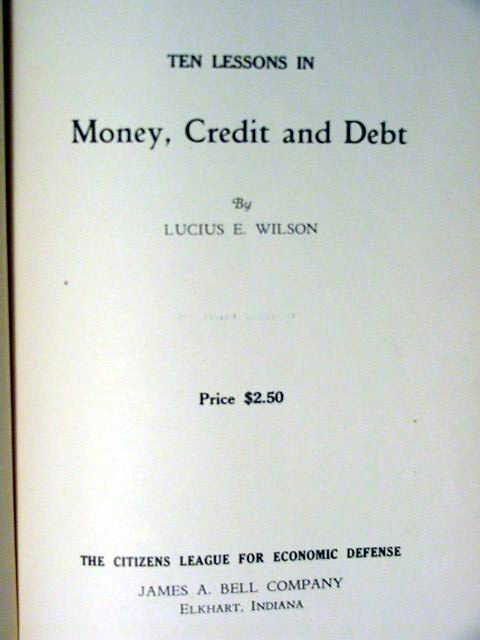 TEN LESSONS IN
Money, Credit and Debt
By
LUCIUS E. WILSON
Price $2.50
THE CITIZENS LEAGUE FOR ECONOMIC DEFENSE
JAMES A. BELL COMPANY
ELKHART, INDIANA